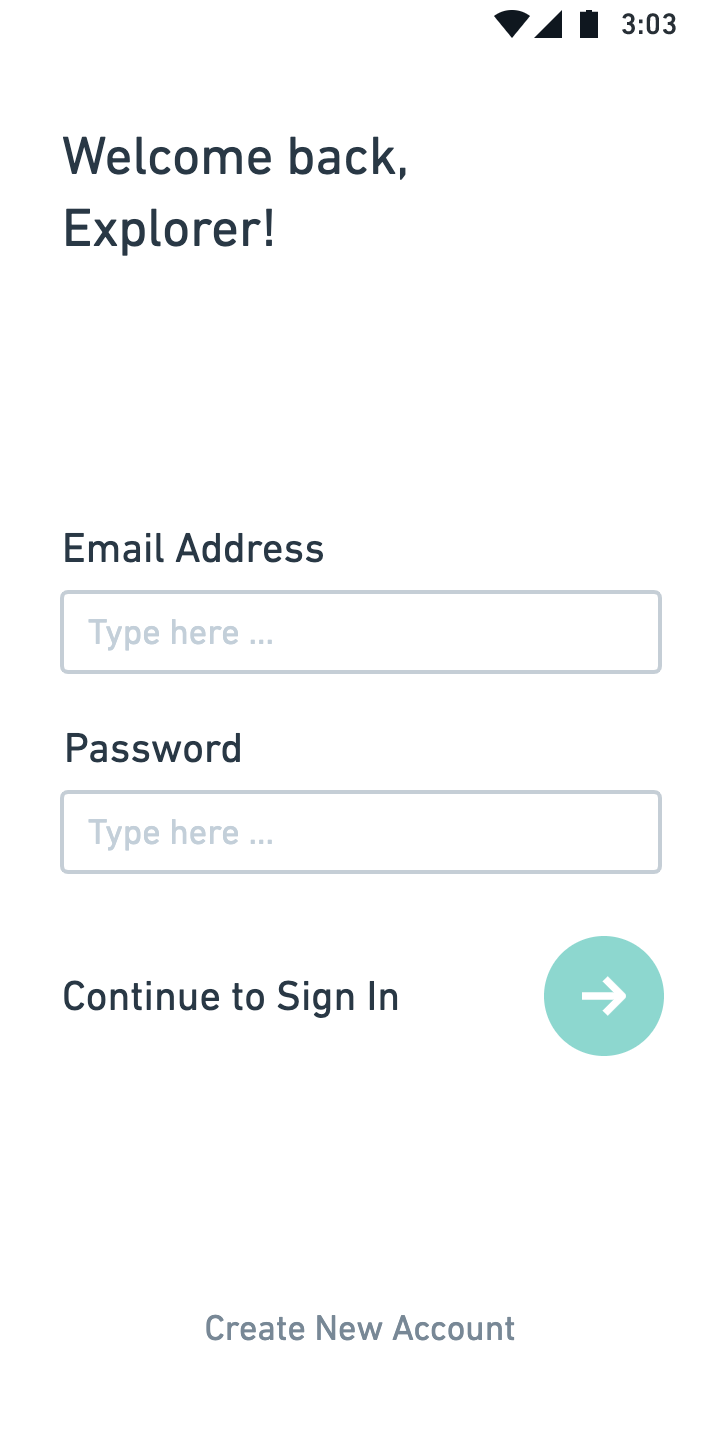 3:03
Welcome back,
Explorer!
Email Address
Type here ...
Password
Type here ...
Continue to Sign In
Create New Account